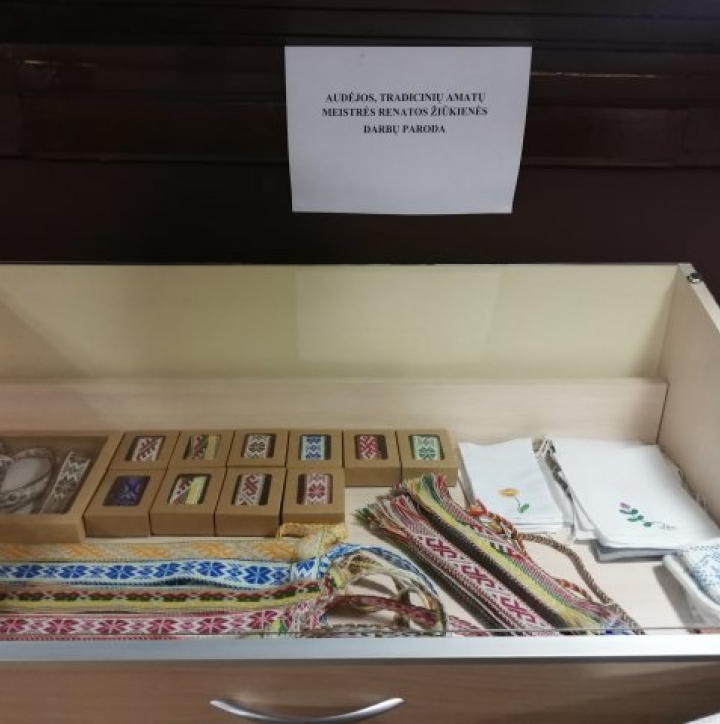 AUDĖJOS, TRADICINIŲ AMATŲ
MEISTRĖS RENATOS ŽIŪKIENĖS
DARBŲ PARODA